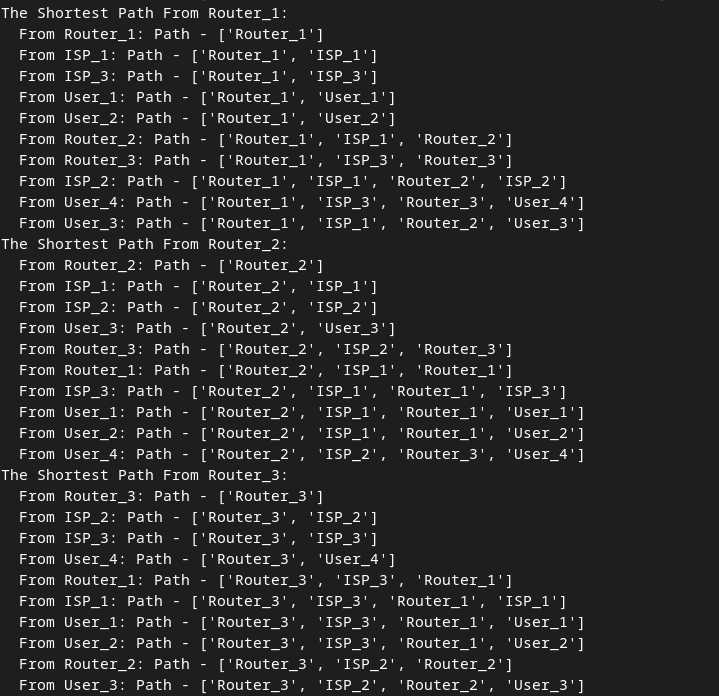 The Shortest Path From Router_1:
  From Router_1: Path - ['Router_1']
  From ISP_1: Path - ['Router_1', 'ISP_1']
  From ISP_3: Path - ['Router_1', 'ISP_3']
  From User_1: Path - ['Router_1', 'User_1']
  From User_2: Path - ['Router_1', 'User_2']
  From Router_2: Path - ['Router_1', 'ISP_1', 'Router_2']
  From Router_3: Path - ['Router_1', 'ISP_3', 'Router_3']
  From ISP_2: Path - ['Router_1', 'ISP_1', 'Router_2', 'ISP_2']
  From User_4: Path - ['Router_1', 'ISP_3', 'Router_3', 'User_4']
  From User_3: Path - ['Router_1', 'ISP_1', 'Router_2', 'User_3']
The Shortest Path From Router_2:
  From Router_2: Path - ['Router_2']
  From ISP_1: Path - ['Router_2', 'ISP_1']
  From ISP_2: Path - ['Router_2', 'ISP_2']
  From User_3: Path - ['Router_2', 'User_3']
  From Router_3: Path - ['Router_2', 'ISP_2', 'Router_3']
  From Router_1: Path - ['Router_2', 'ISP_1', 'Router_1']
  From ISP_3: Path - ['Router_2', 'ISP_1', 'Router_1', 'ISP_3']
  From User_1: Path - ['Router_2', 'ISP_1', 'Router_1', 'User_1']
  From User_2: Path - ['Router_2', 'ISP_1', 'Router_1', 'User_2']
  From User_4: Path - ['Router_2', 'ISP_2', 'Router_3', 'User_4']
The Shortest Path From Router_3:
  From Router_3: Path - ['Router_3']
  From ISP_2: Path - ['Router_3', 'ISP_2']
  From ISP_3: Path - ['Router_3', 'ISP_3']
  From User_4: Path - ['Router_3', 'User_4']
  From Router_1: Path - ['Router_3', 'ISP_3', 'Router_1']
  From ISP_1: Path - ['Router_3', 'ISP_3', 'Router_1', 'ISP_1']
  From User_1: Path - ['Router_3', 'ISP_3', 'Router_1', 'User_1']
  From User_2: Path - ['Router_3', 'ISP_3', 'Router_1', 'User_2']
  From Router_2: Path - ['Router_3', 'ISP_2', 'Router_2']
  From User_3: Path - ['Router_3', 'ISP_2', 'Router_2', 'User_3']